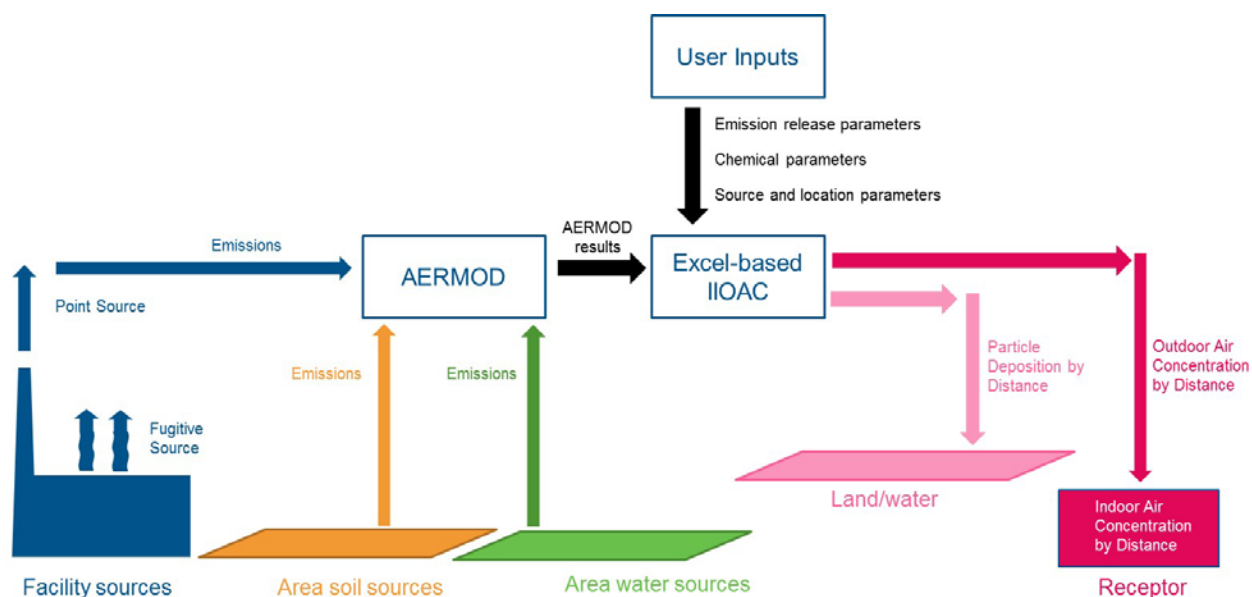 User Inputs
Emission release parameters
Chemical parameters
Source and location parameters
AERMOD
results
Emissions
AERMOD
Excel-based
IIOAC
Point Source
Emissions
Emissions
Particle
Deposition by
Distance
Outdoor Air
Concentration
by Distance
Fugitive
Source
Land/water
Indoor Air
Concentration
by Distance
Facility sources
Area soil sources
Area water sources
Receptor